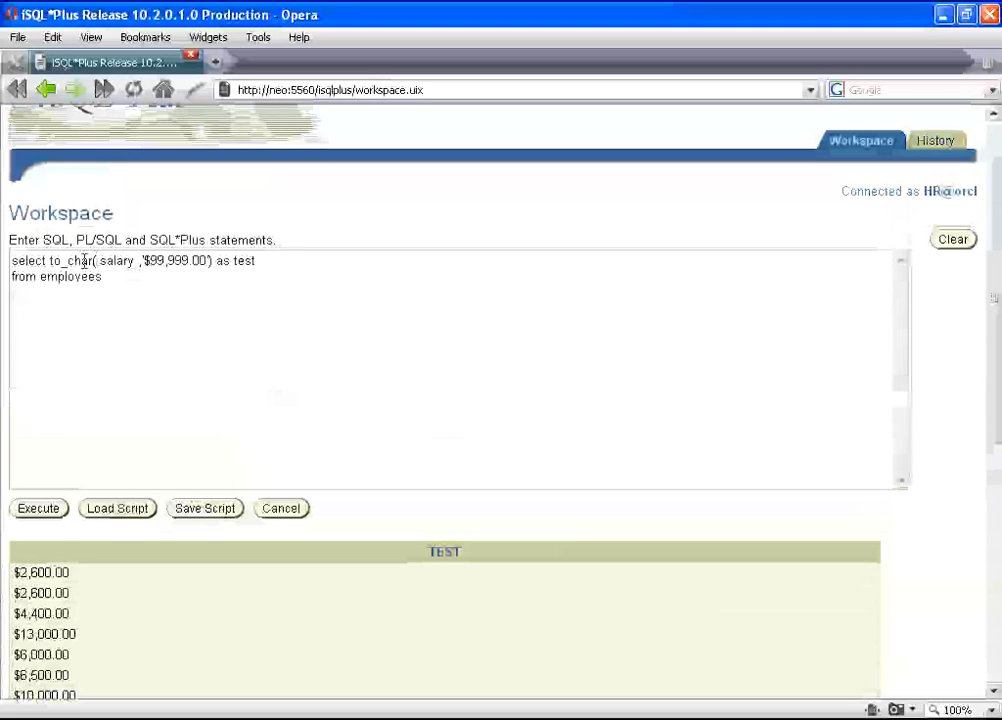 iSQL*Plus Release 10.2.0.1.0 Production - Opera
File Edit View Bookmarks Widgets Tools Help
iSQL*Plus Release 10.2....
http://neo:5560/isqlplus/workspace.uix
Google
Workspace History
Connected as HR@orcl
Workspace
Enter SQL, PL/SQL and SQL*Plus statements.
Clear
select to_char( salary ,'$99,999.00') as test
from employees
Execute Load Script Save Script Cancel
TEST
$2,600.00
$2,600.00
$4,400.00
$13,000.00
$6,000.00
$6,500.00
$10,000.00
100%